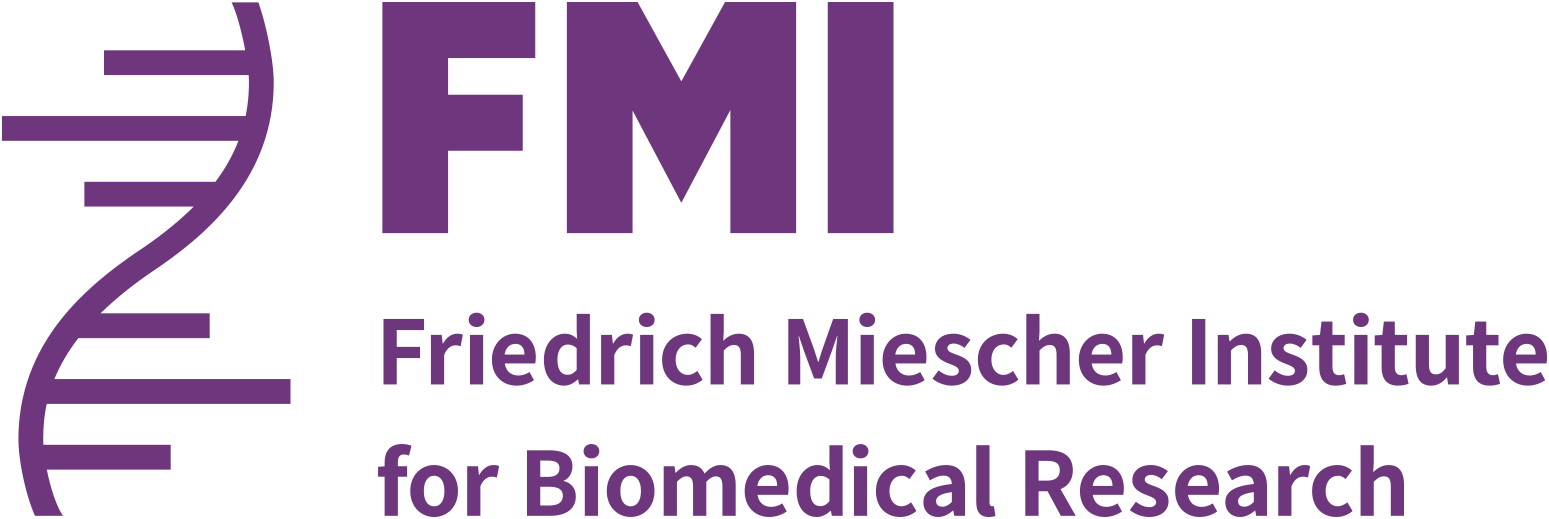 FMI
Friedrich Miescher Institute
for Biomedical Research